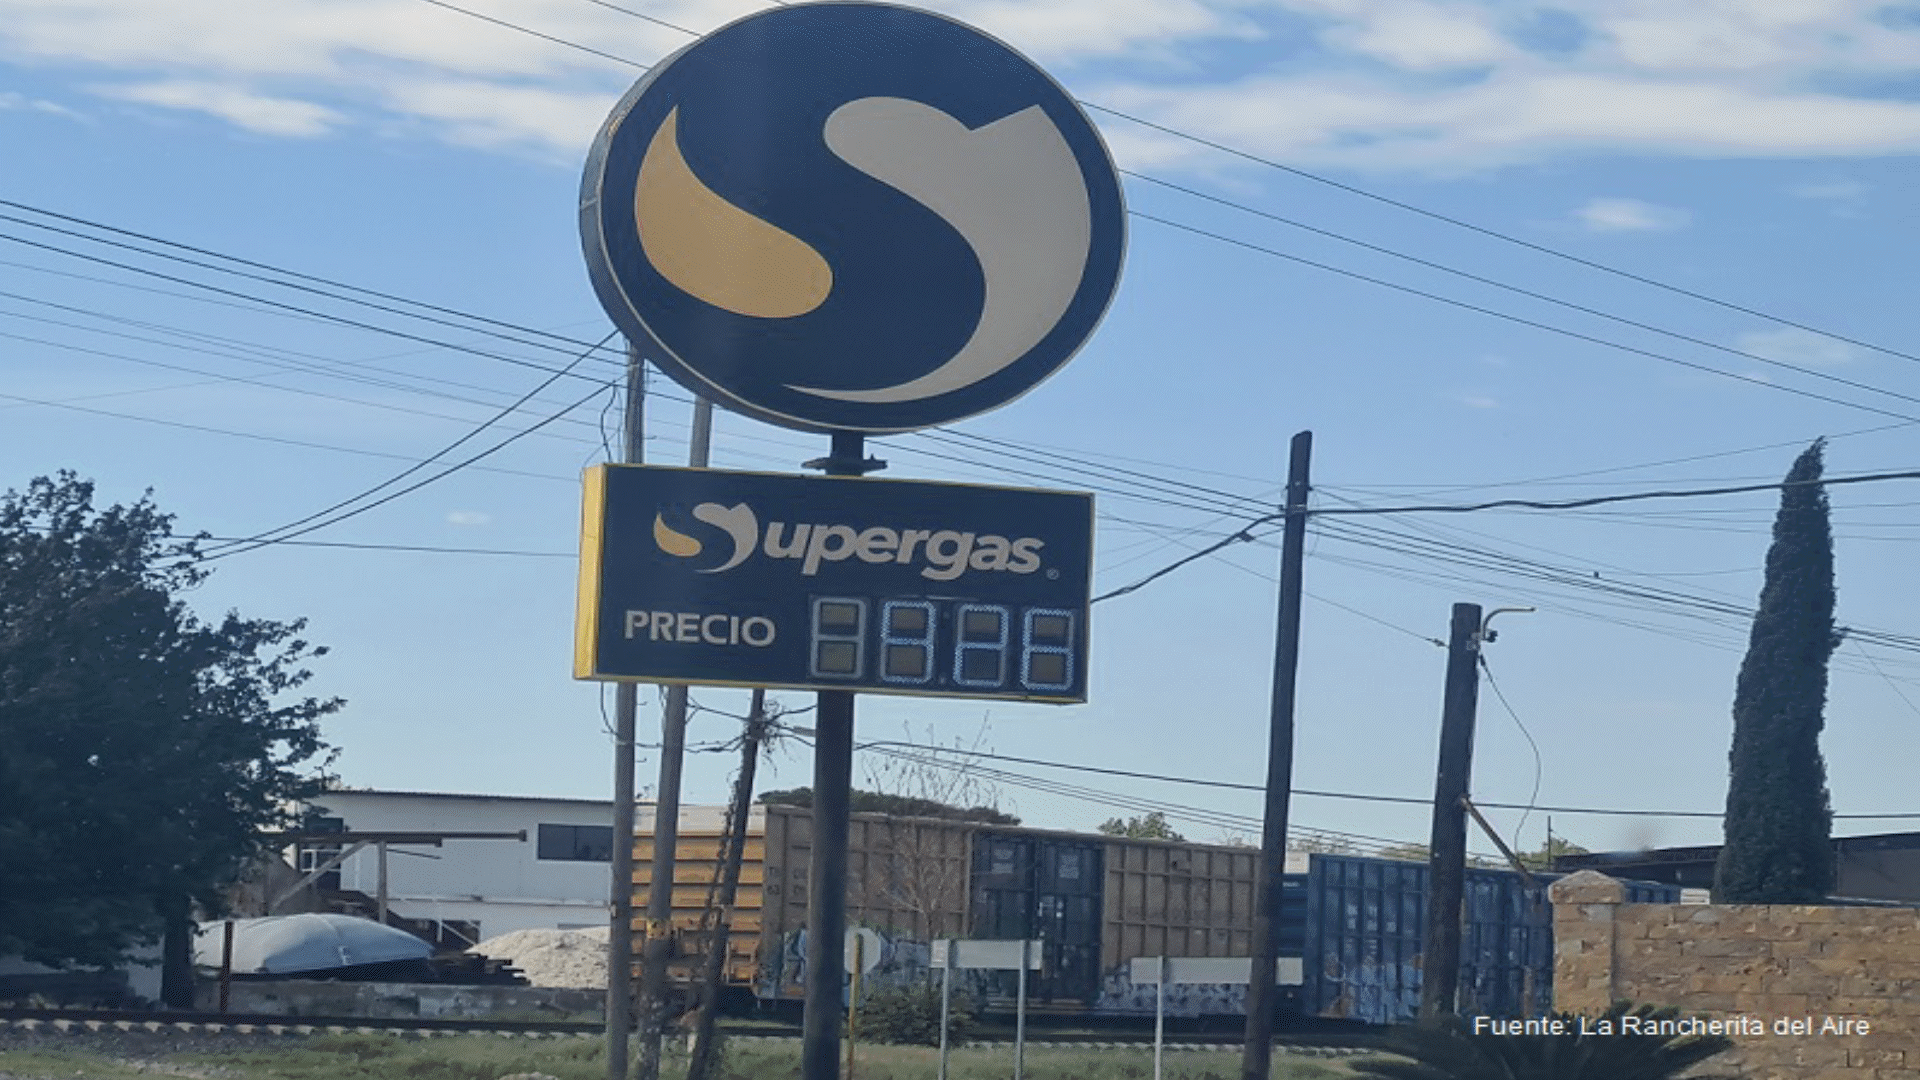 Supergas®
PRECIO
Fuente: La Rancherita del Aire